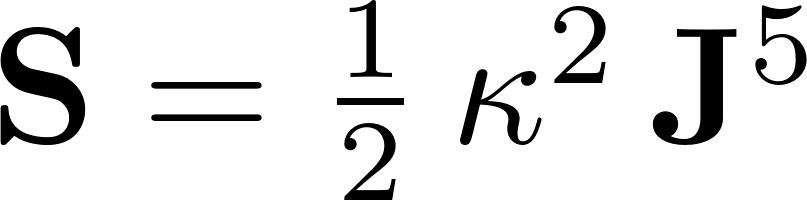 S = 1/2 κ² J⁵